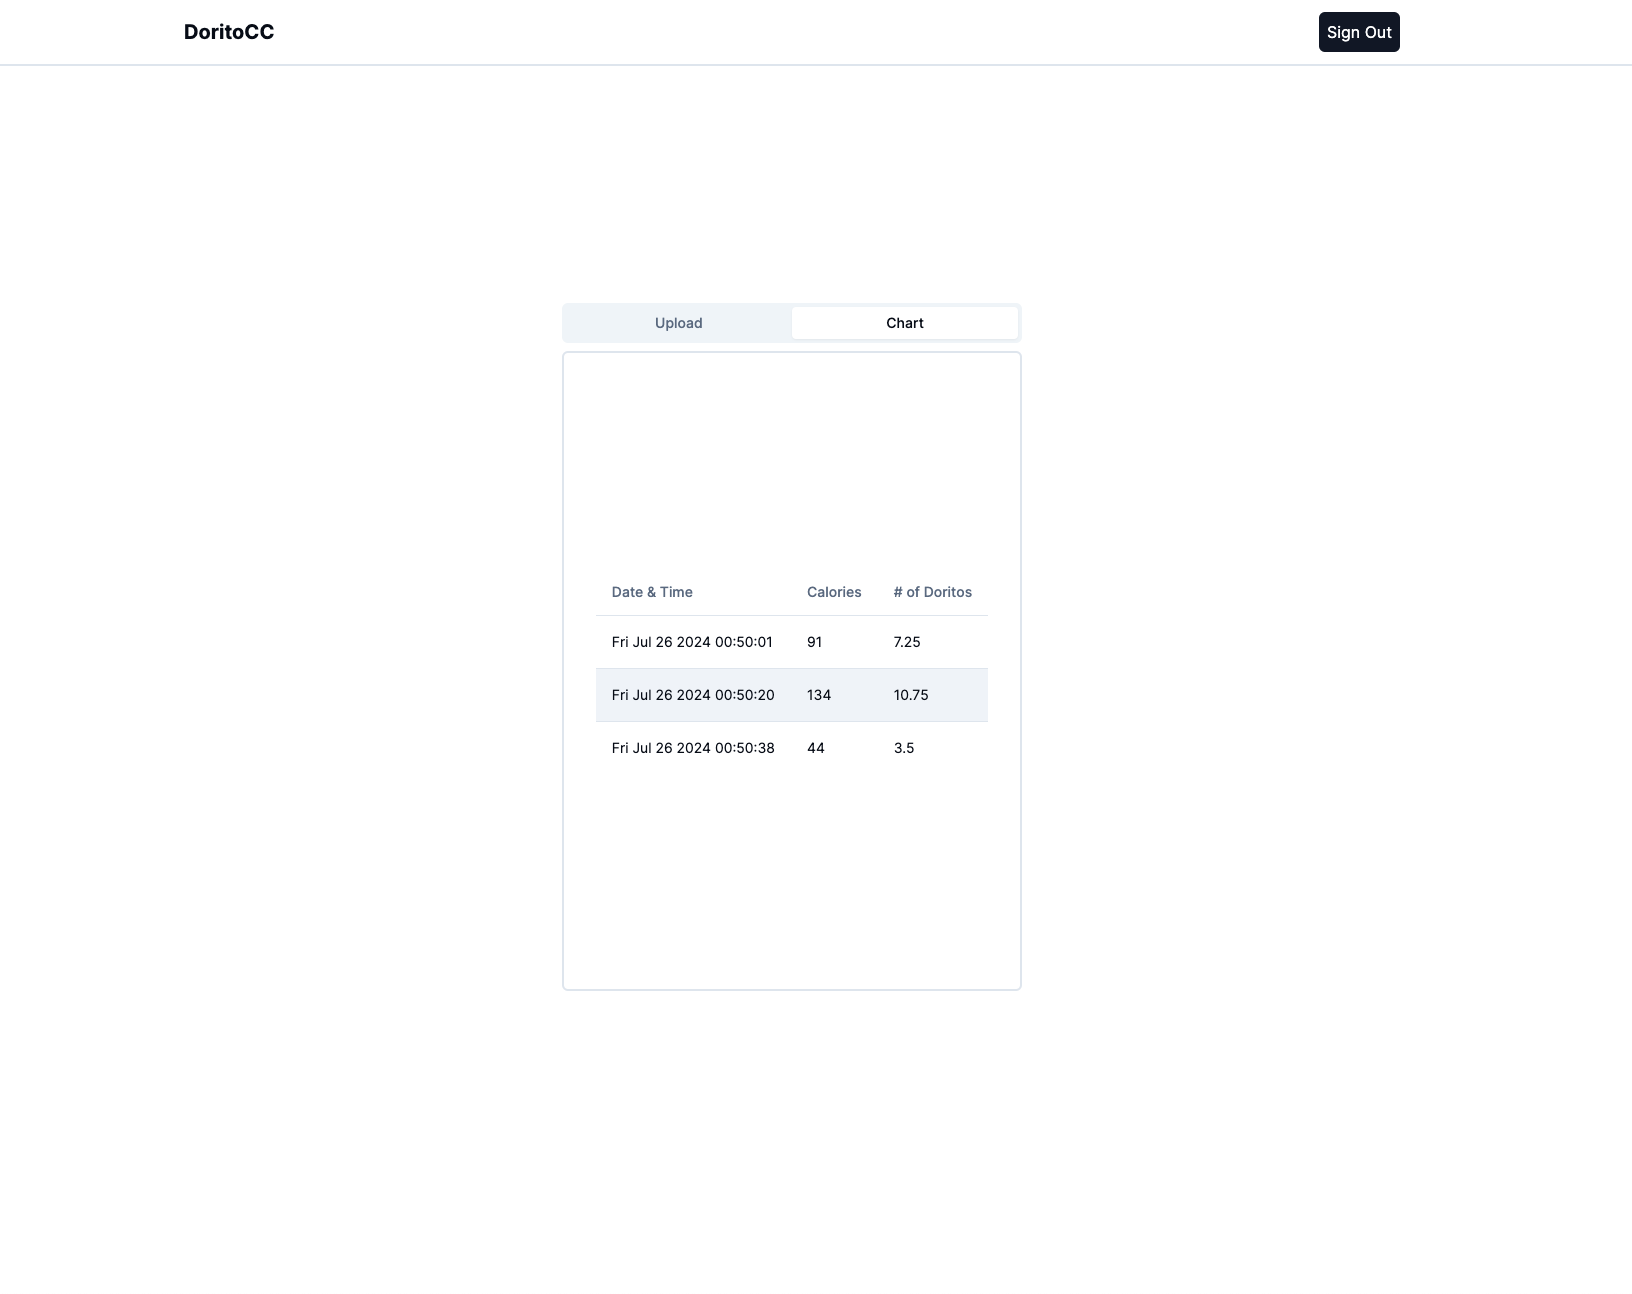 DoritoCC
Sign Out
Upload
Chart
Date & Time Calories # of Doritos
Fri Jul 26 2024 00:50:01 91 7.25
Fri Jul 26 2024 00:50:20 134 10.75
Fri Jul 26 2024 00:50:38 44 3.5